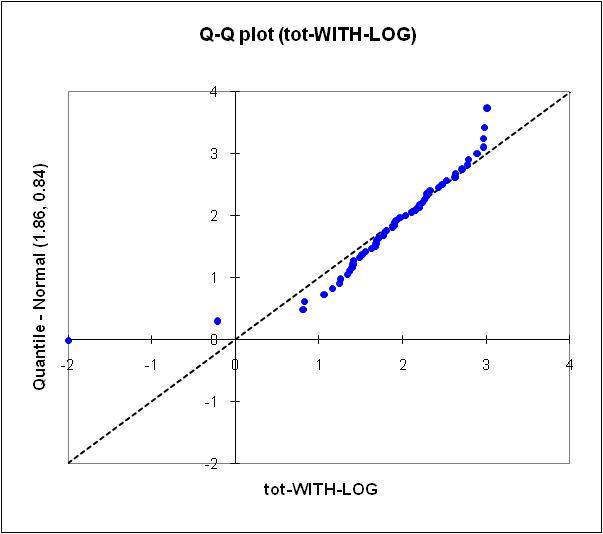 Q-Q plot (tot-WITH-LOG)
4
3
2
1
0
-2 -1 0 1 2 3 4
-1
-2
Quantile - Normal (1.86, 0.84)
tot-WITH-LOG